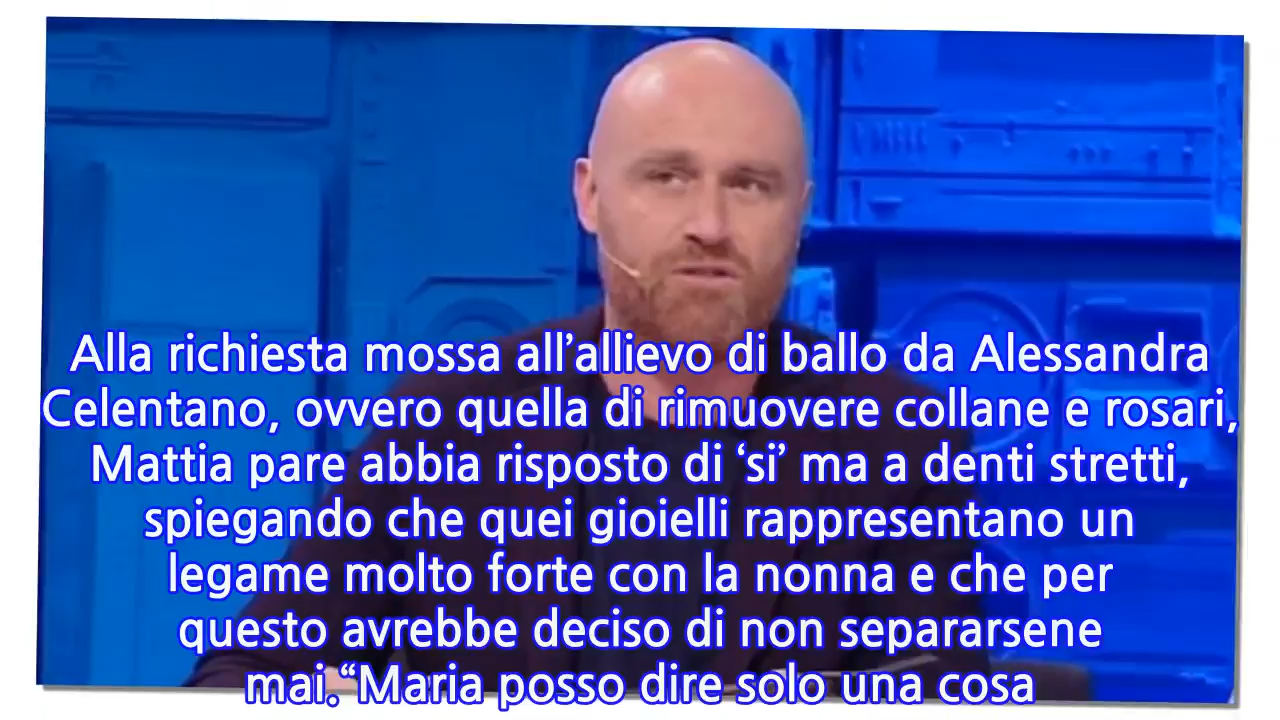 Alla richiesta mossa all’allievo di ballo da Alessandra
Celentano, ovvero quella di rimuovere collane e rosari,
Mattia pare abbia risposto di ‘si’ ma a denti stretti,
spiegando che quei gioielli rappresentano un
legame molto forte con la nonna e che per
questo avrebbe deciso di non separarsene
mai.“Maria posso dire solo una cosa